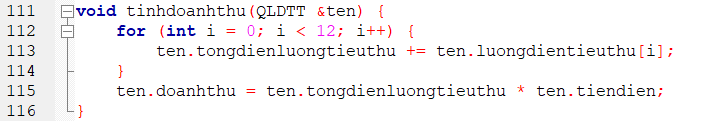 111 void tinhdoanhthu(QLDTT &ten) {
112     for (int i = 0; i < 12; i++) {
113         ten.tongdienluongtieuthu += ten.luongdientieuthu[i];
114     }
115     ten.doanhthu = ten.tongdienluongtieuthu * ten.tiendien;
116 }